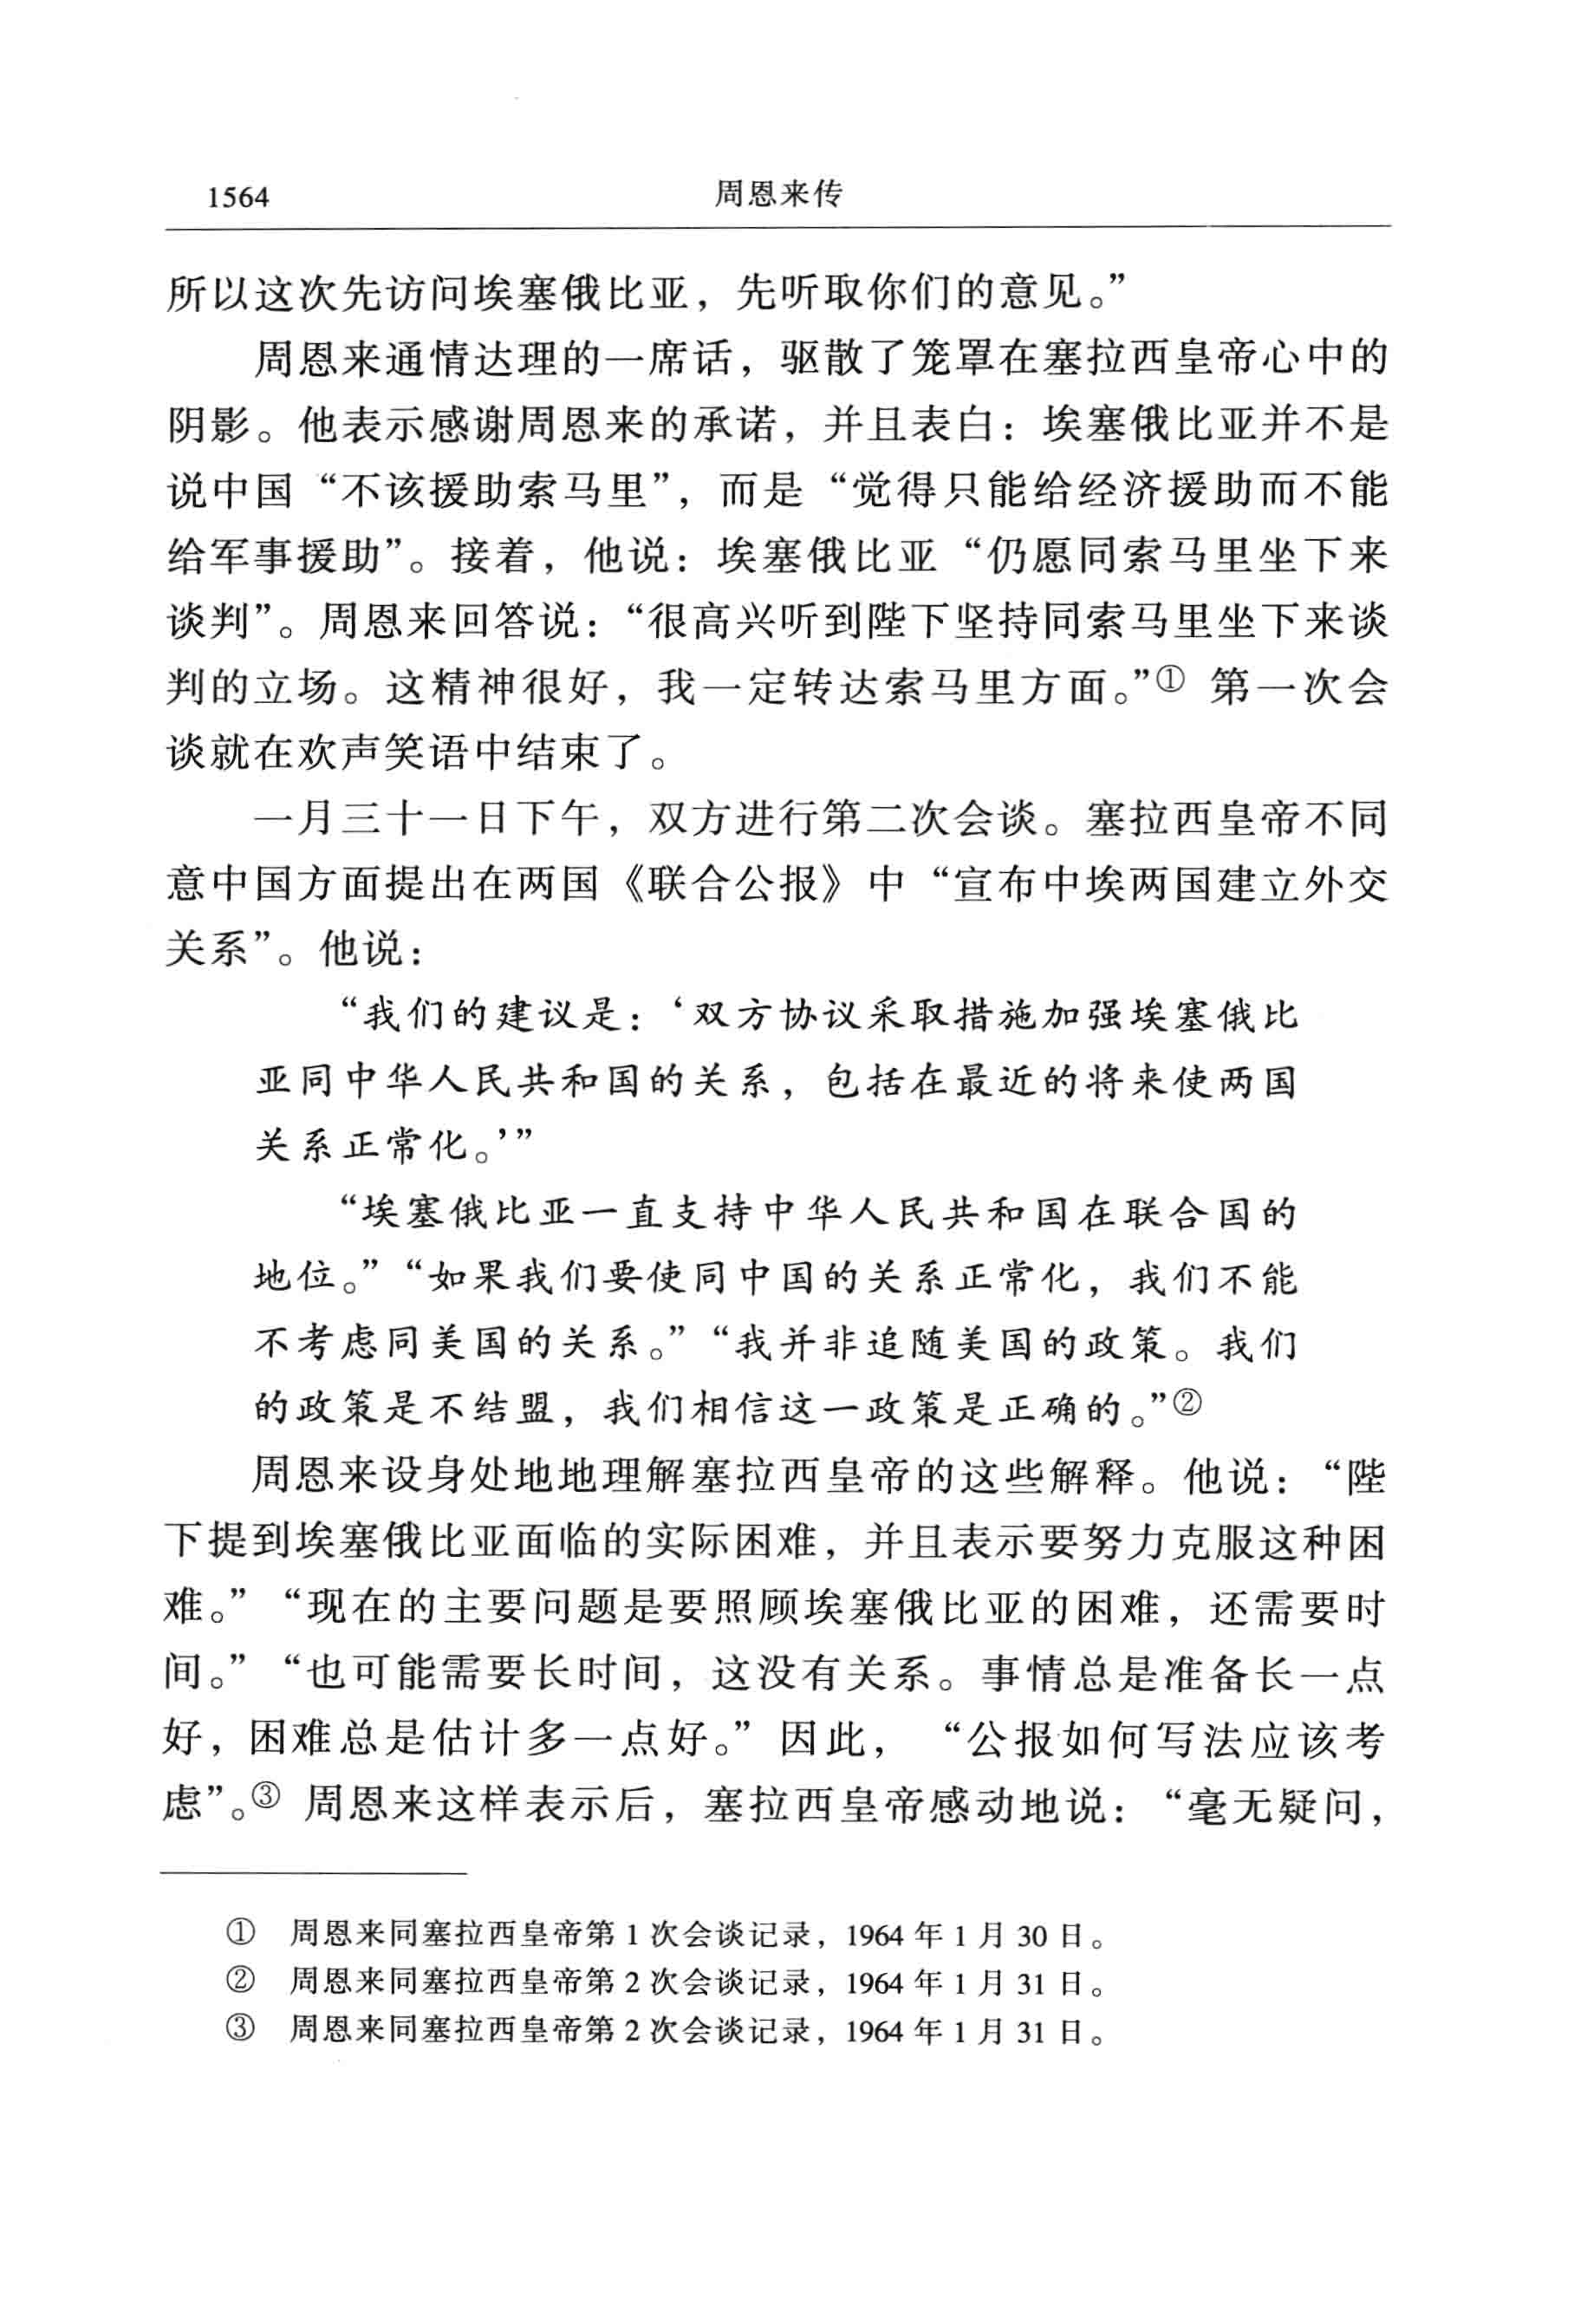 1564
周恩来传
所以这次先访问埃塞俄比亚，先听取你们的意见。”
周恩来通情达理的一席话，驱散了笼罩在塞拉西皇帝心中的
阴影。他表示感谢周恩来的承诺，并且表白：埃塞俄比亚并不是
说中国“不该援助索马里”，而是“觉得只能给经济援助而不能
给军事援助”。接着，他说：埃塞俄比亚“仍愿同索马里坐下来
谈判”。周恩来回答说：“很高兴听到陛下坚持同索马里坐下来谈
判的立场。这精神很好，我一定转达索马里方面。”① 第一次会
谈就在欢声笑语中结束了。
一月三十一日下午，双方进行第二次会谈。塞拉西皇帝不同
意中国方面提出在两国《联合公报》中“宣布中埃两国建立外交
关系”。他说：
“我们的建议是：‘双方协议采取措施加强埃塞俄比
亚同中华人民共和国的关系，包括在最近的将来使两国
关系正常化。’”
“埃塞俄比亚一直支持中华人民共和国在联合国的
地位。”“如果我们要使同中国的关系正常化，我们不能
不考虑同美国的关系。”“我并非追随美国的政策。我们
的政策是不结盟，我们相信这一政策是正确的。”②
周恩来设身处地地理解塞拉西皇帝的这些解释。他说：“陛
下提到埃塞俄比亚面临的实际困难，并且表示要努力克服这种困
难。”“现在的主要问题是要照顾埃塞俄比亚的困难，还需要时
间。”“也可能需要长时间，这没有关系。事情总是准备长一点
好，困难总是估计多一点好。”因此，“公报如何写法应该考
虑”。③ 周恩来这样表示后，塞拉西皇帝感动地说：“毫无疑问，
① 周恩来同塞拉西皇帝第1次会谈记录，1964年1月30日。
② 周恩来同塞拉西皇帝第2次会谈记录，1964年1月31日。
③ 周恩来同塞拉西皇帝第2次会谈记录，1964年1月31日。